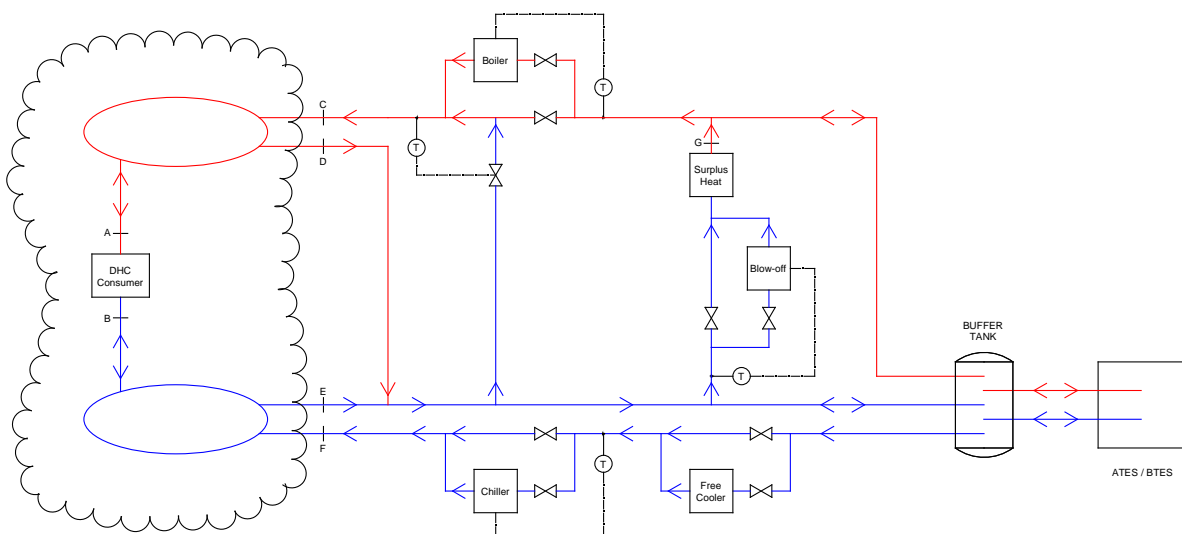 Boiler
T
C
T
D
G
Surplus
Heat
A
DHC
Consumer
Blow-off
B
BUFFER
TANK
T
E
F
T
Chiller
Free
Cooler
ATES / BTES